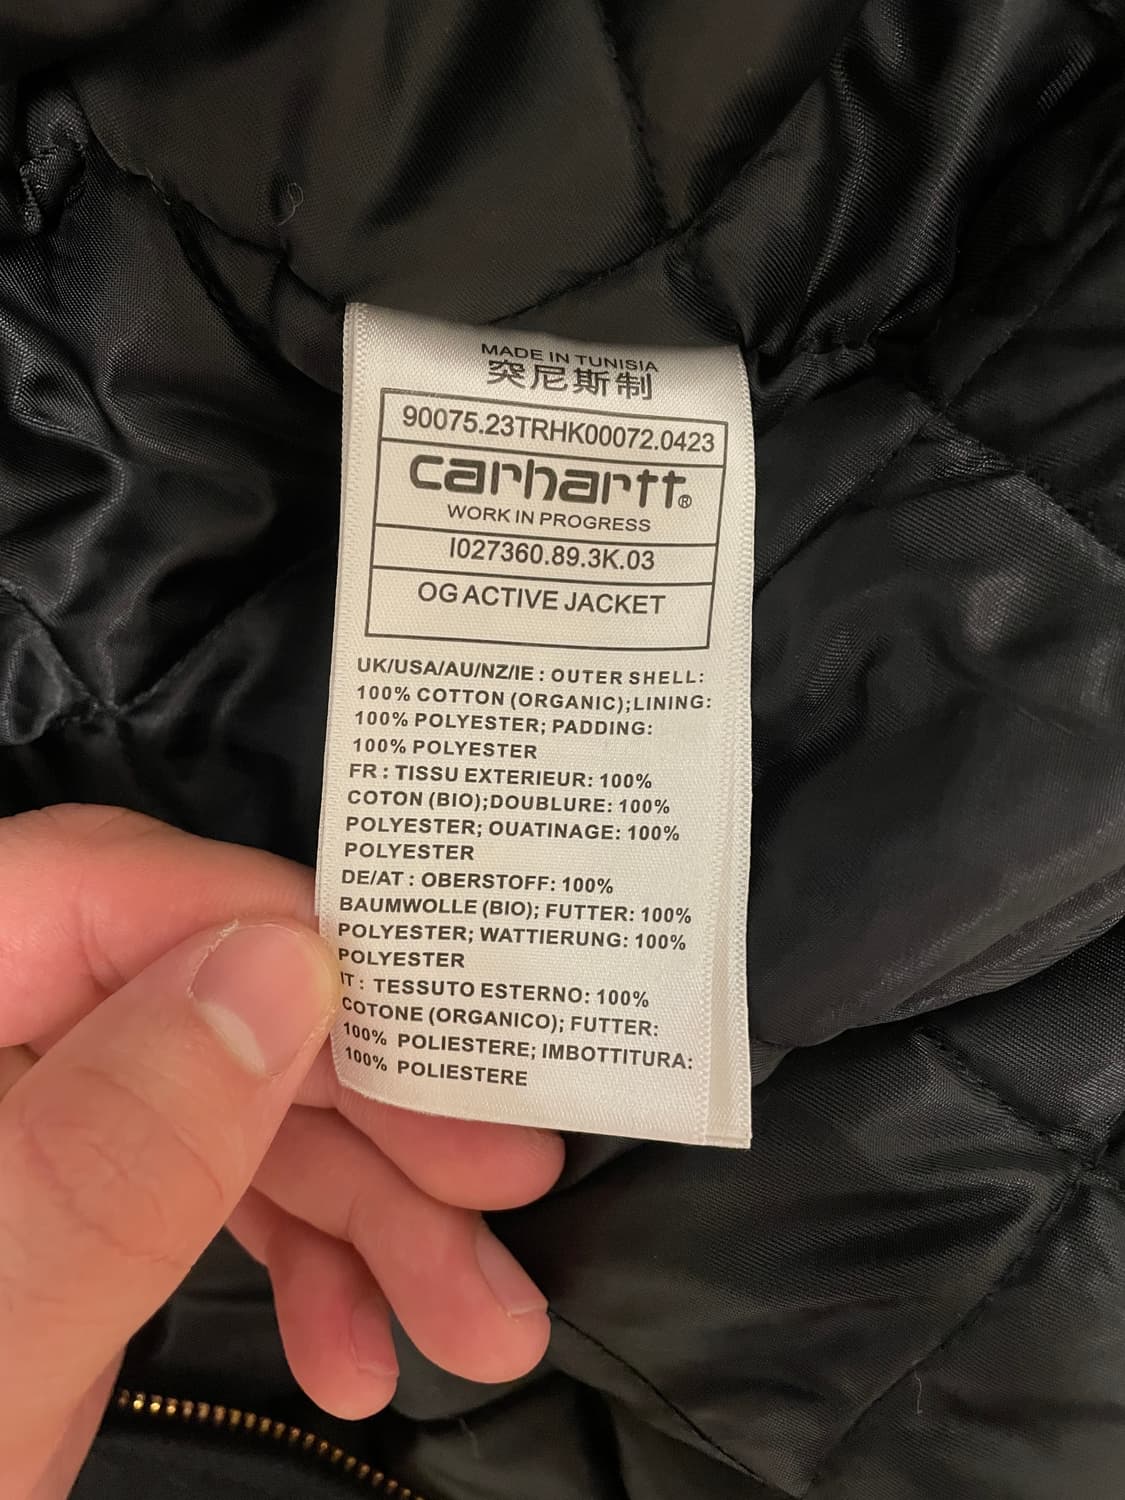 MADE IN TUNISIA
突尼斯制
90075.23TRHK00072.0423
carhartt®
WORK IN PROGRESS
I027360.89.3K.03
OG ACTIVE JACKET
UK/USA/AU/NZ/IE : OUTER SHELL:
100% COTTON (ORGANIC);LINING:
100% POLYESTER; PADDING:
100% POLYESTER
FR : TISSU EXTERIEUR: 100%
COTON (BIO);DOUBLURE: 100%
POLYESTER; OUATINAGE: 100%
POLYESTER
DE/AT : OBERSTOFF: 100%
BAUMWOLLE (BIO); FUTTER: 100%
POLYESTER; WATTIERUNG: 100%
POLYESTER
IT : TESSUTO ESTERNO: 100%
COTONE (ORGANICO); FUTTER:
100% POLIESTERE; IMBOTTITURA:
100% POLIESTERE